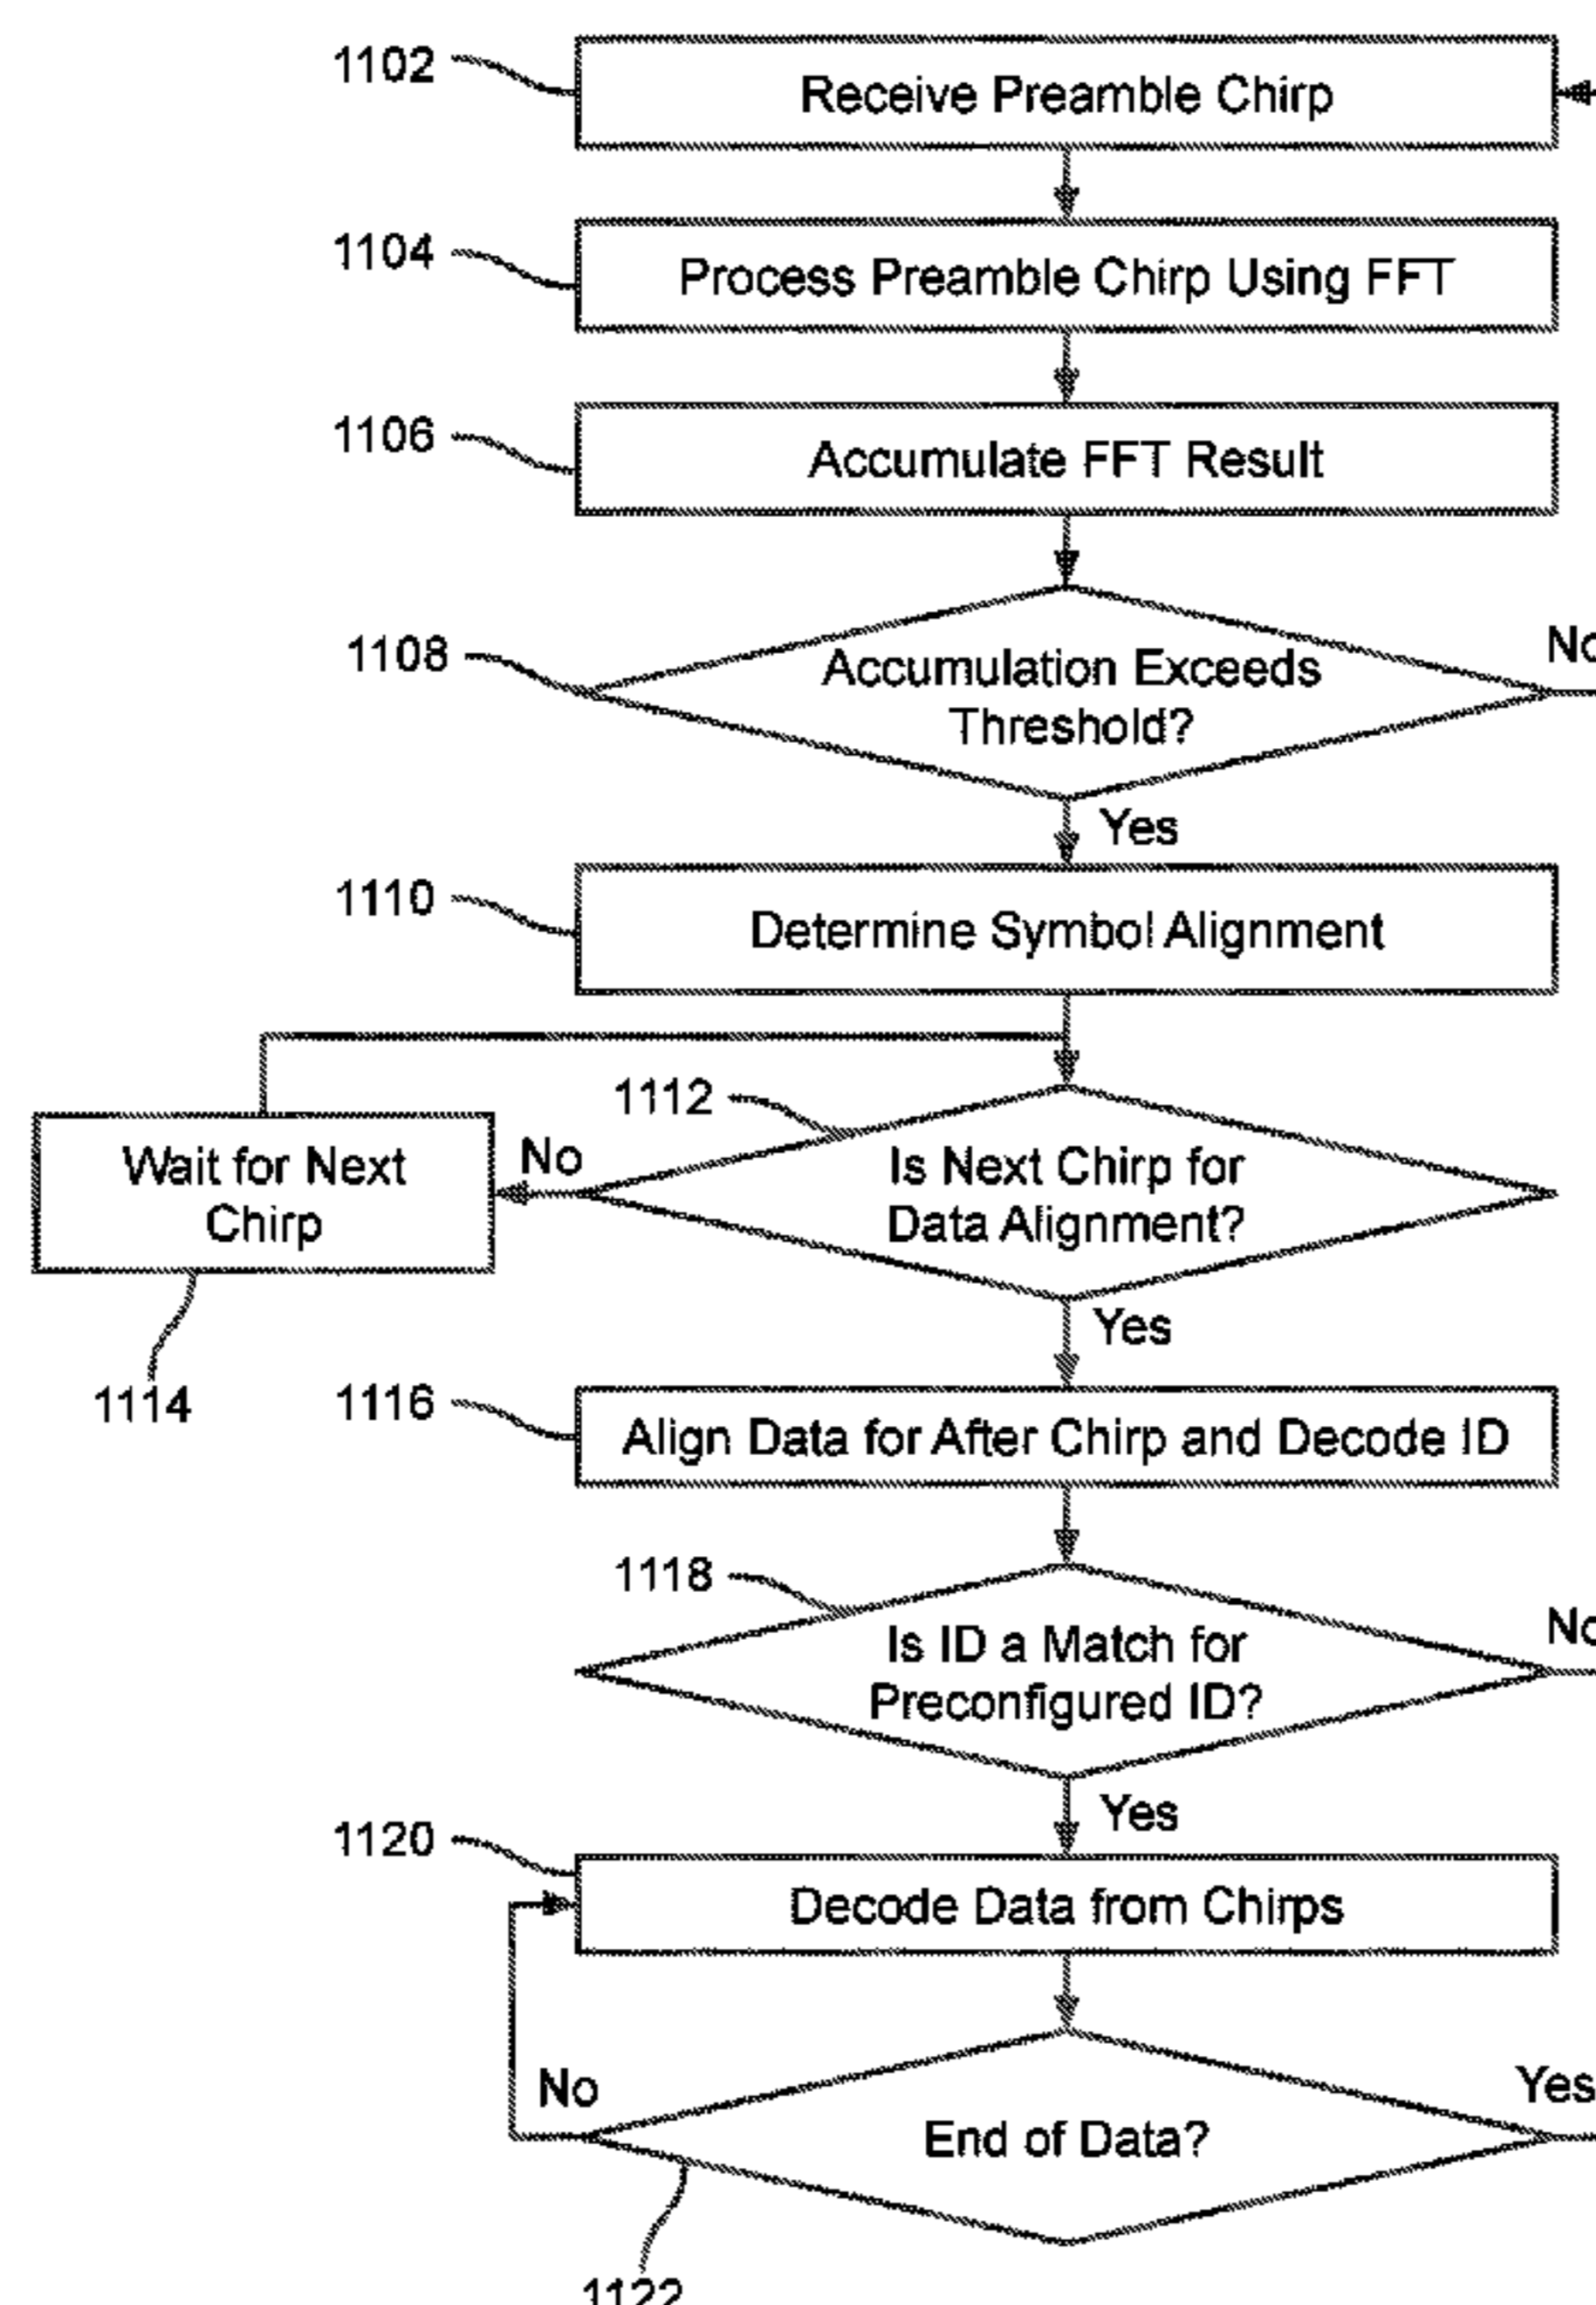 1102
Receive Preamble Chirp
1104
Process Preamble Chirp Using FFT
1106
Accumulate FFT Result
1108
Accumulation Exceeds
Threshold?
No
Yes
1110
Determine Symbol Alignment
1112
Is Next Chirp for
Data Alignment?
No
Wait for Next
Chirp
1114
Yes
1116
Align Data for After Chirp and Decode ID
1118
Is ID a Match for
Preconfigured ID?
No
Yes
1120
Decode Data from Chirps
No
End of Data?
Yes
1122